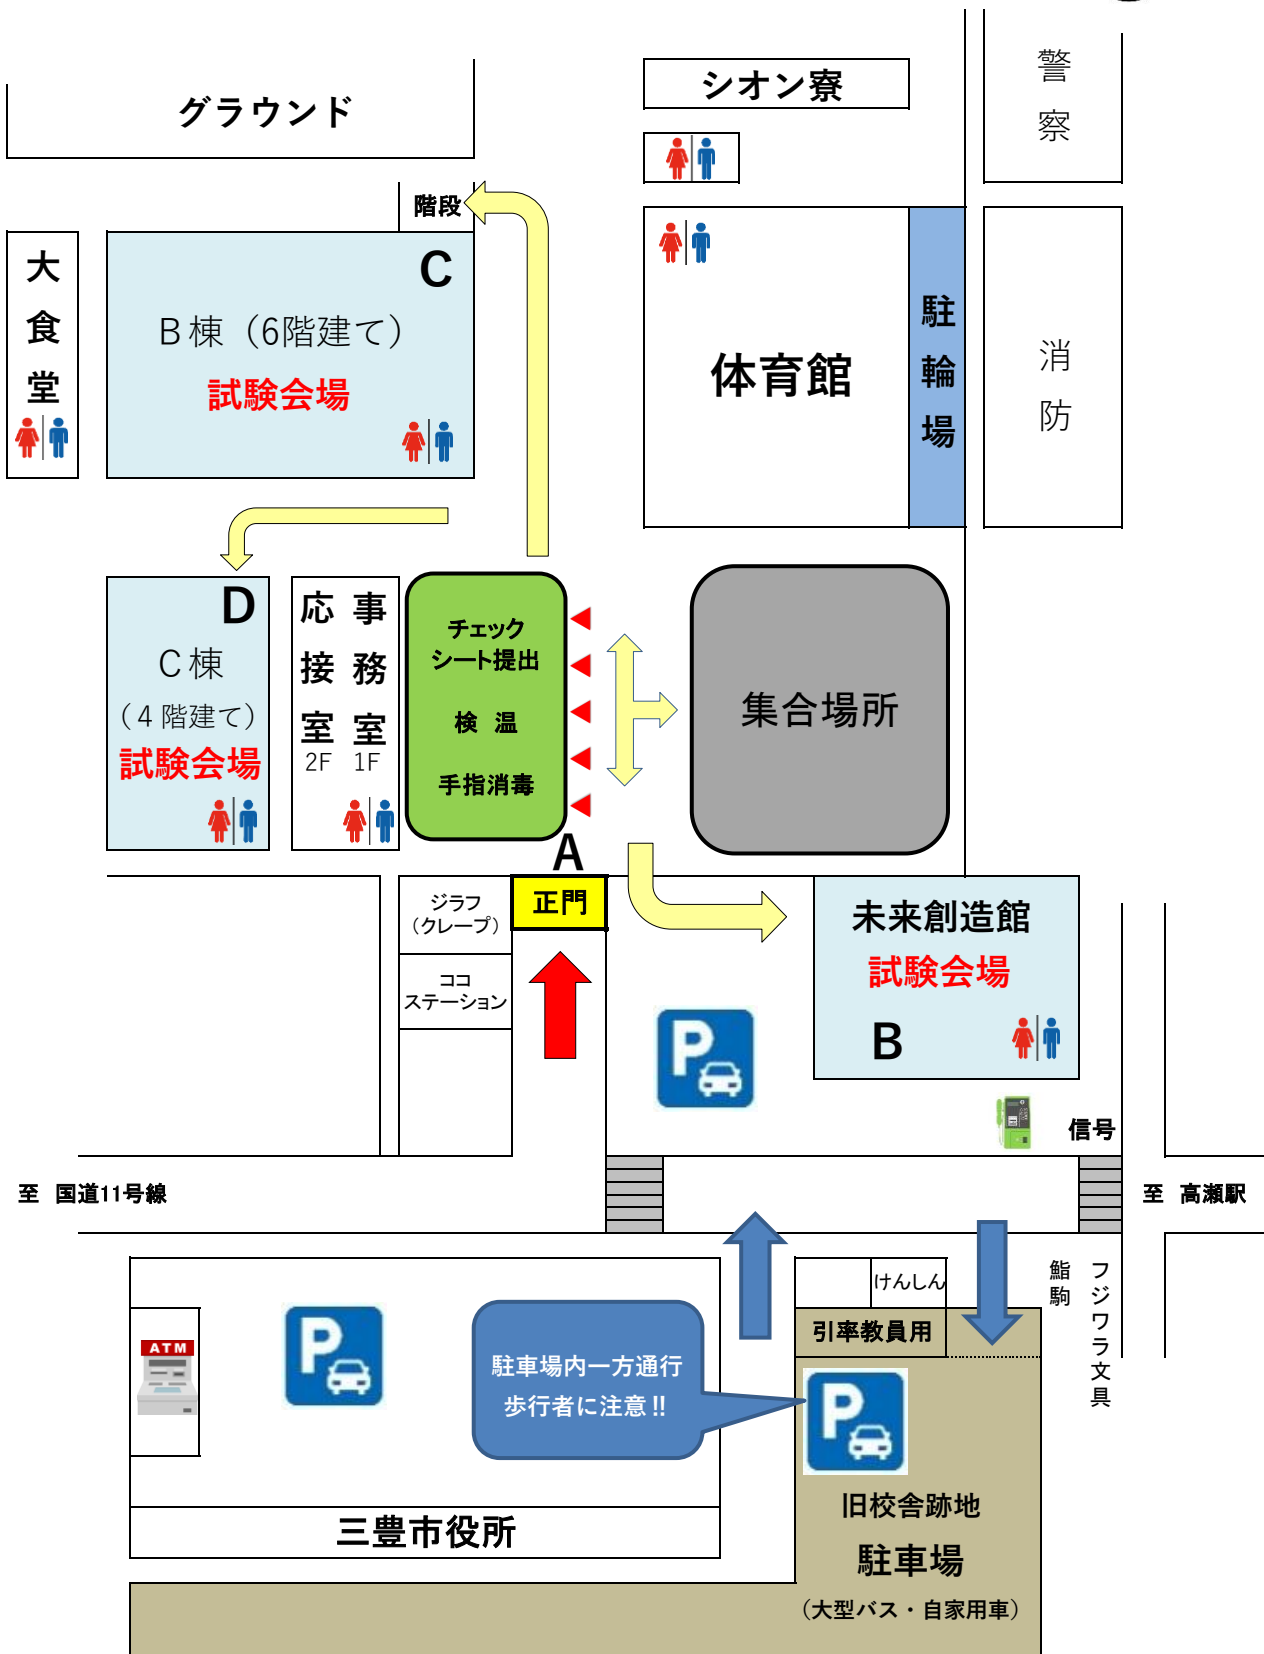 グラウンド
シオン寮
警察
階段
大食堂
C
B棟（6階建て）
試験会場
体育館
駐輪場
消防
D
C棟
（４階建て）
試験会場
応接室
2F
事務室
1F
チェック
シート提出
検 温
手指消毒
集合場所
A
正門
ジラフ
（クレープ）
ココ
ステーション
未来創造館
試験会場
B
P
信号
至 国道11号線
至 高瀬駅
けんしん
鮨駒
フジワラ文具
引率教員用
ATM
P
駐車場内一方通行
歩行者に注意‼
P
旧校舎跡地
駐車場
（大型バス・自家用車）
三豊市役所